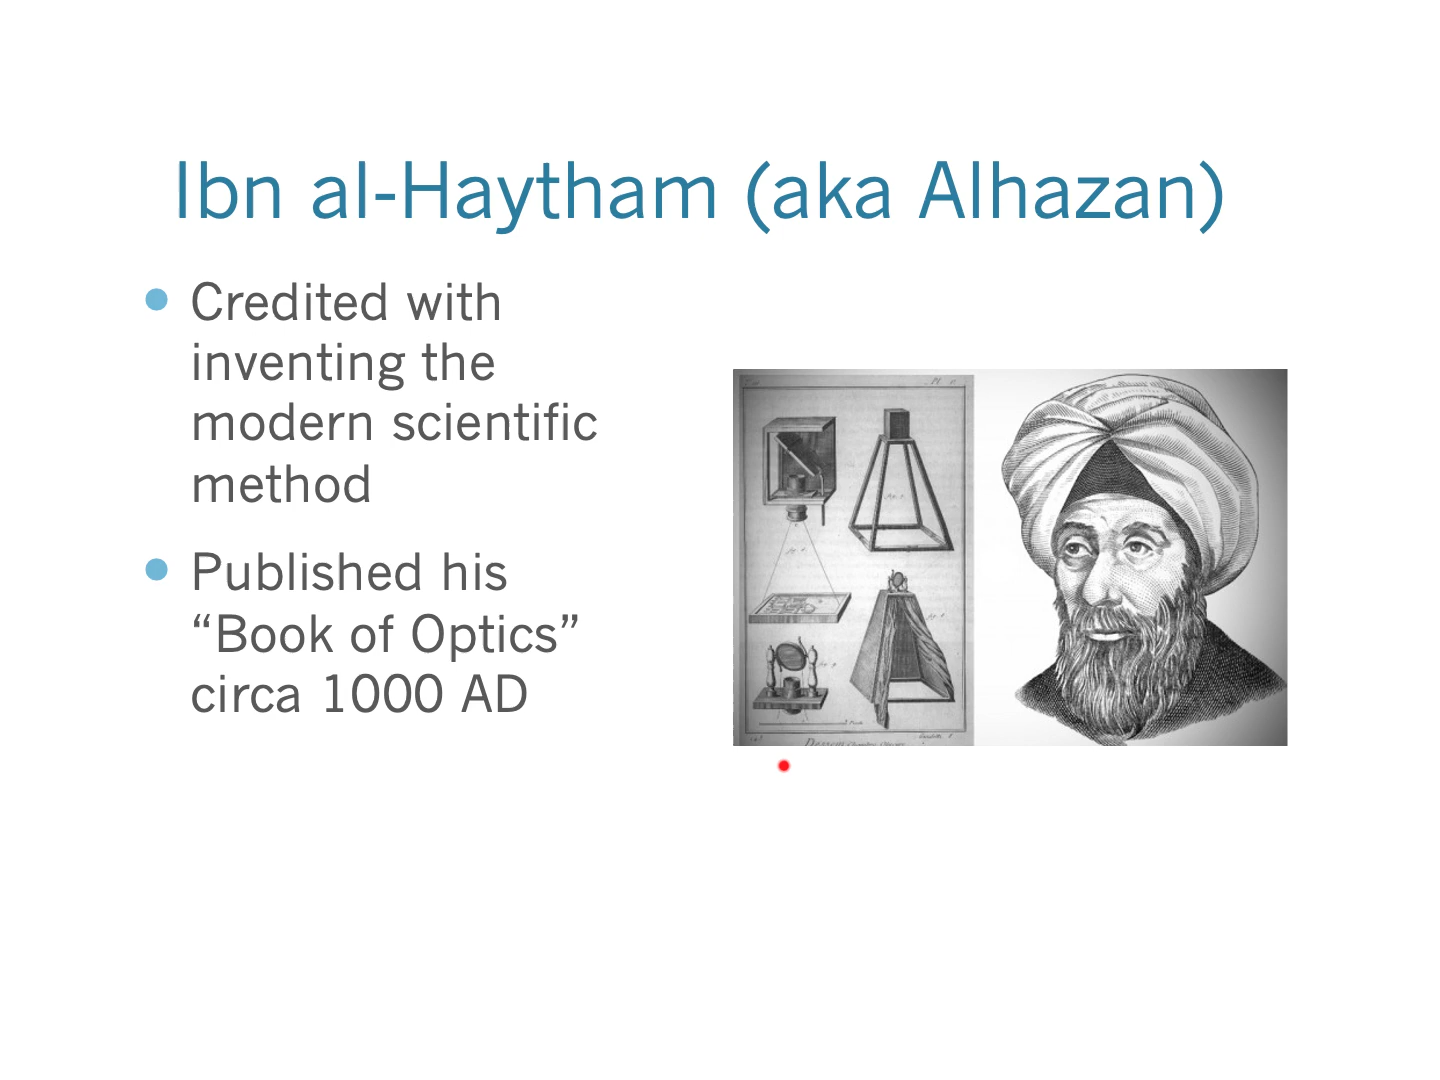 Ibn al-Haytham (aka Alhazan)
Credited with
inventing the
modern scientific
method
Published his
“Book of Optics”
circa 1000 AD